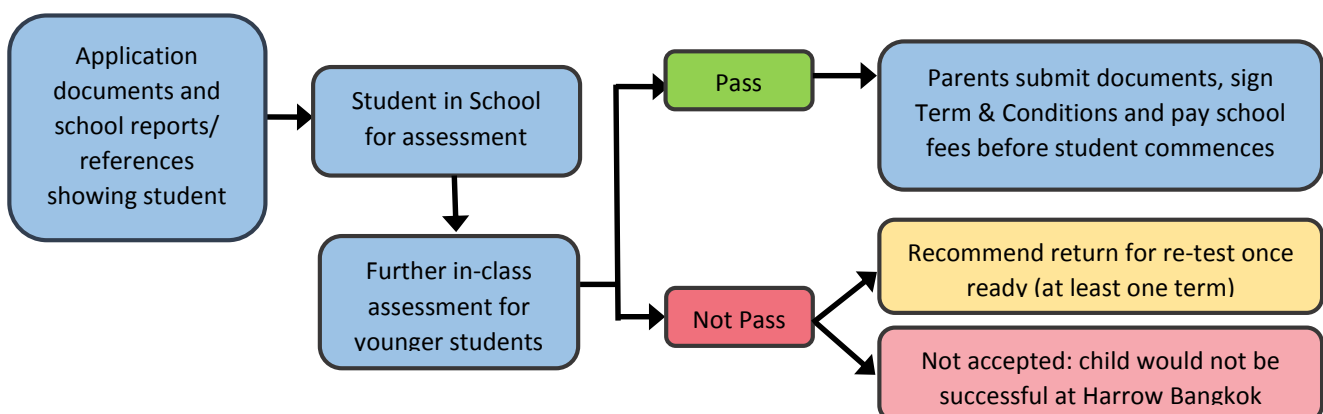 Application
documents and
school reports/
references
showing student
Student in School
for assessment
Further in-class
assessment for
younger students
Pass
Parents submit documents, sign
Term & Conditions and pay school
fees before student commences
Not Pass
Recommend return for re-test once
ready (at least one term)
Not accepted: child would not be
successful at Harrow Bangkok